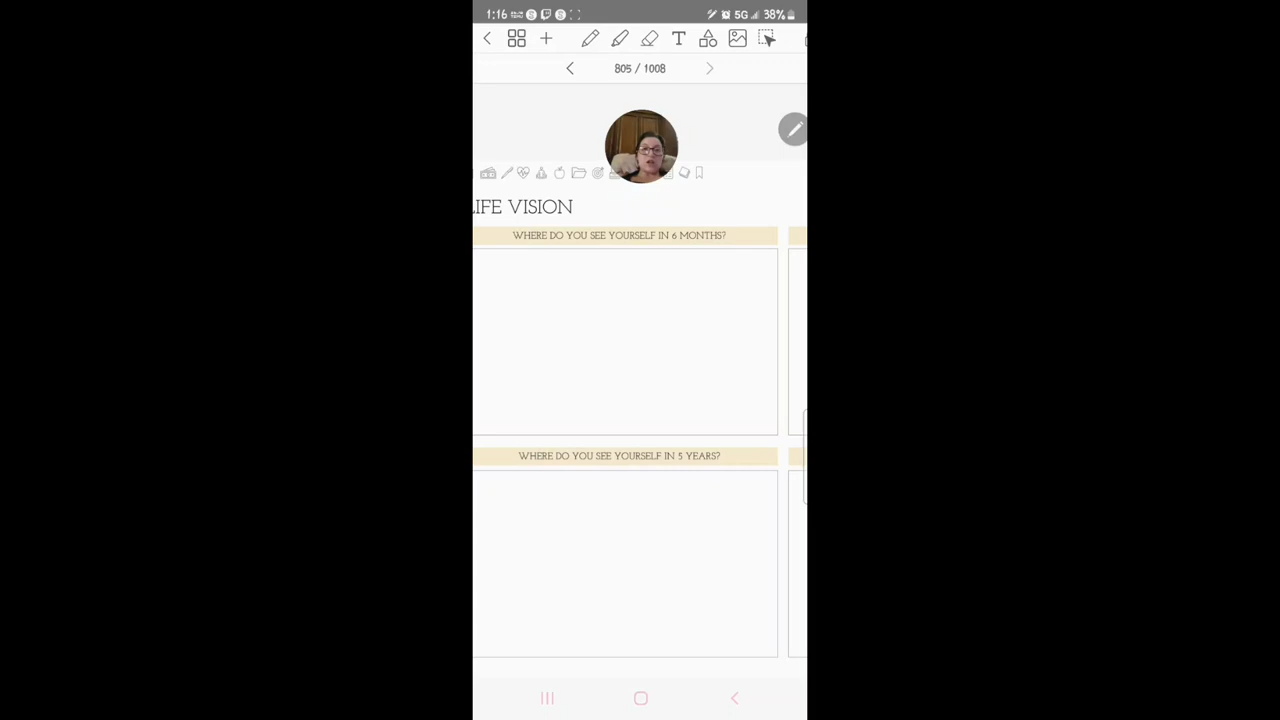 1:16 5G 38%
T
805 / 1008
LIFE VISION
WHERE DO YOU SEE YOURSELF IN 6 MONTHS?
WHERE DO YOU SEE YOURSELF IN 5 YEARS?